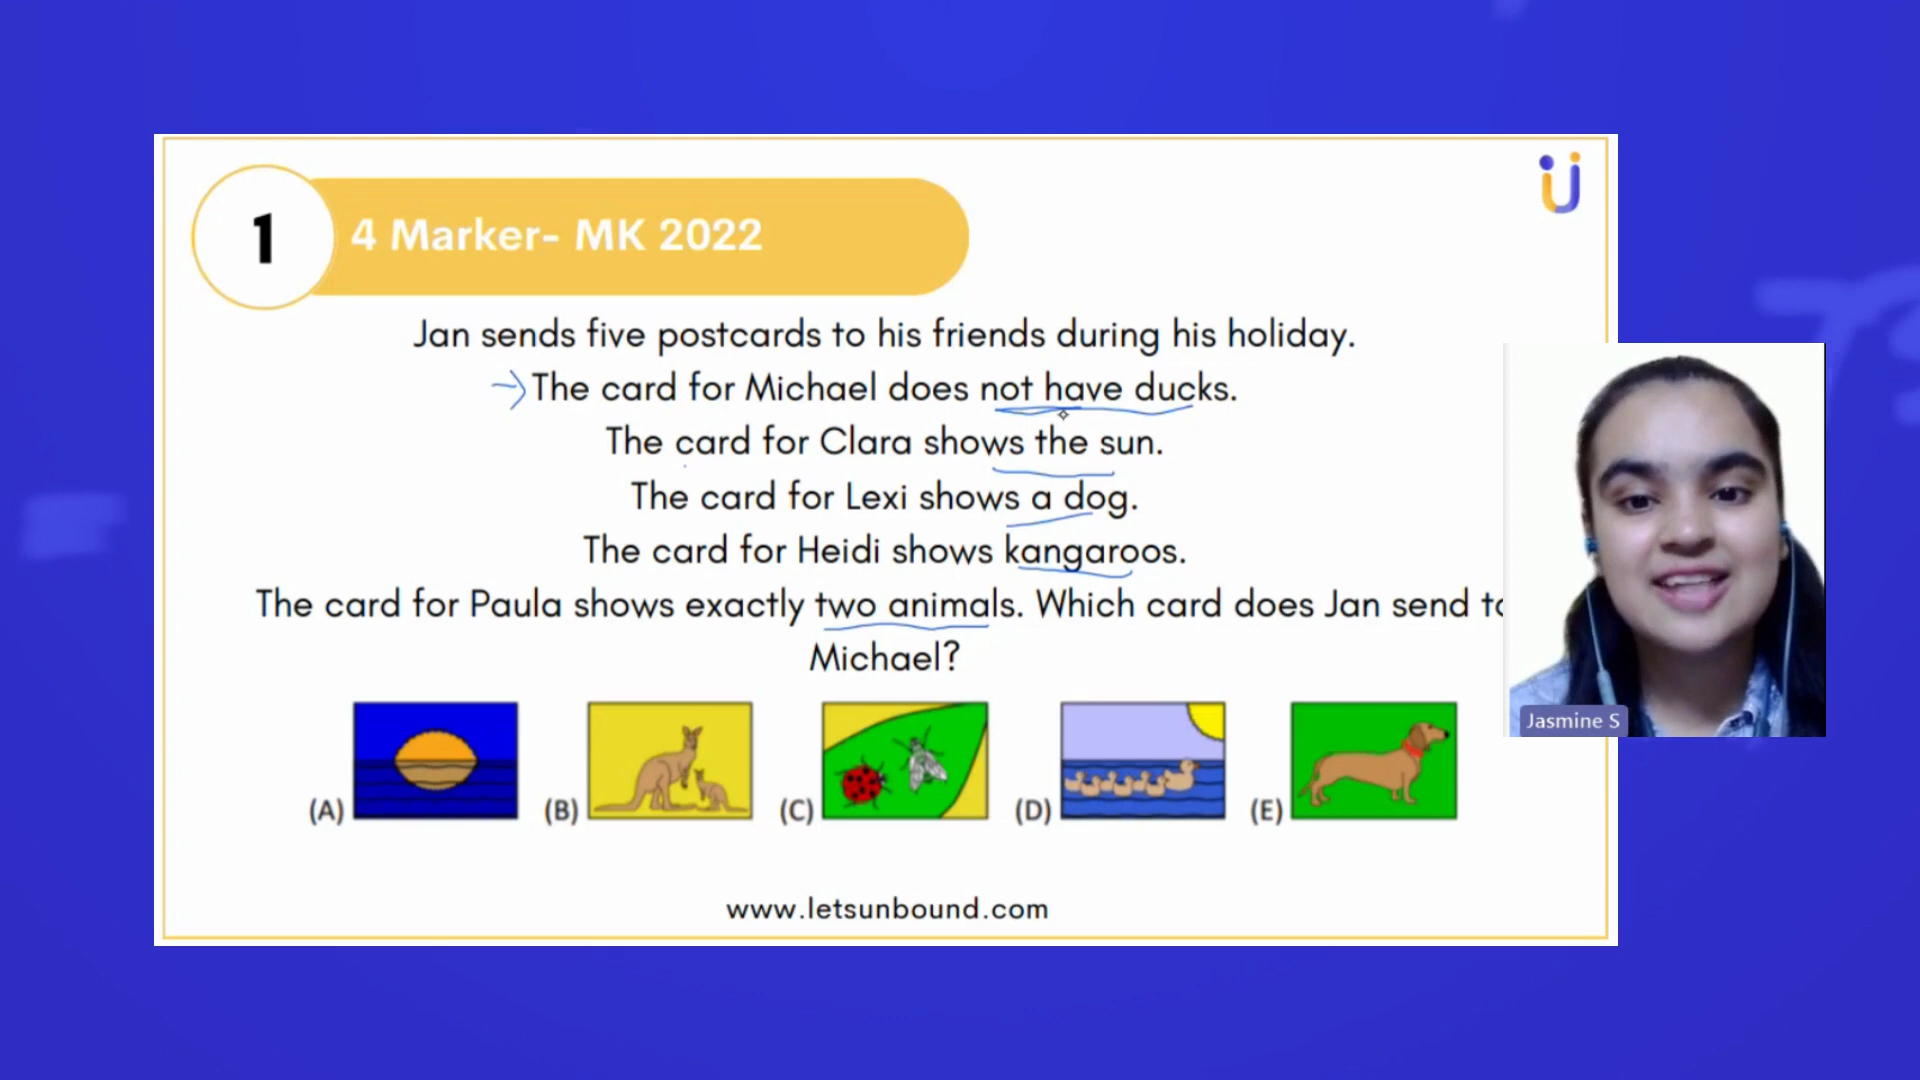 1
4 Marker- MK 2022
Jan sends five postcards to his friends during his holiday.
The card for Michael does not have ducks.
The card for Clara shows the sun.
The card for Lexi shows a dog.
The card for Heidi shows kangaroos.
The card for Paula shows exactly two animals. Which card does Jan send
Michael?
(A)
(B)
(C)
(D)
(E)
Jasmine S
www.letsunbound.com